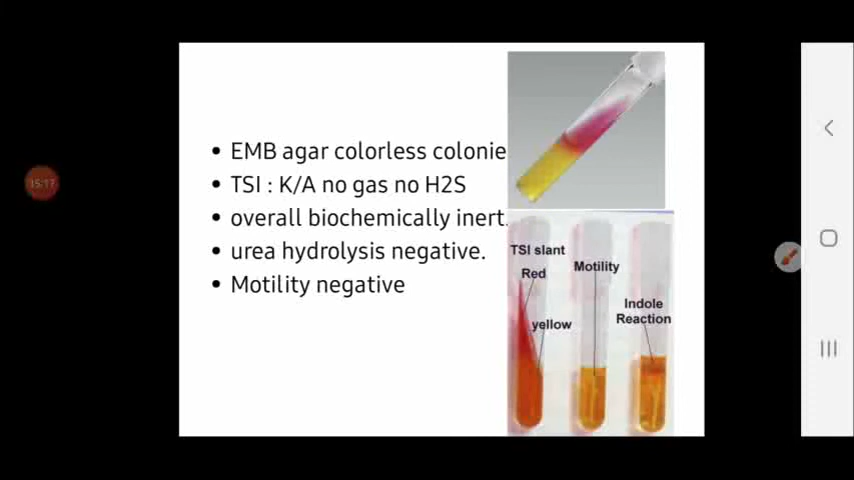 EMB agar colorless colonie
TSI : K/A no gas no H2S
overall biochemically inert.
urea hydrolysis negative.
Motility negative
TSI slant
Red
yellow
Motility
Indole
Reaction
15:17